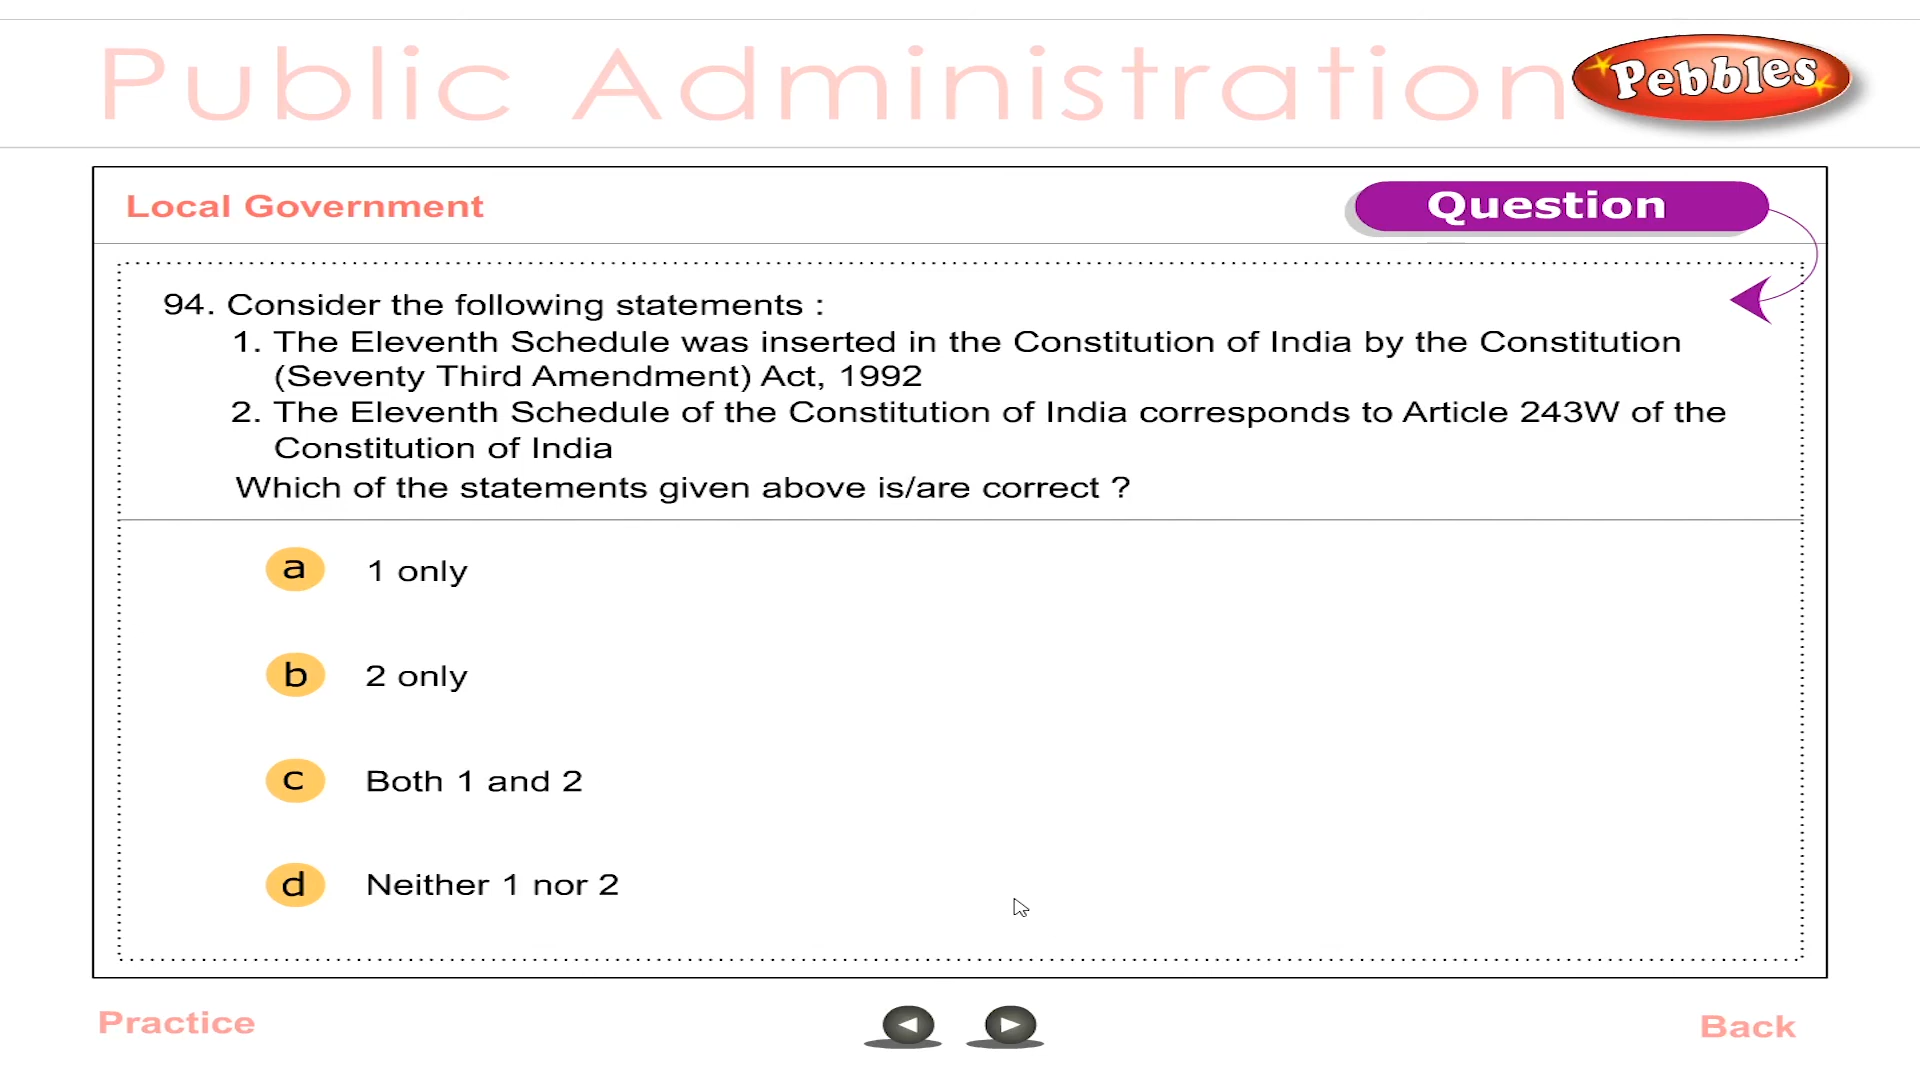 Public Administration
Pebbles
Local Government
Question
94. Consider the following statements :
1. The Eleventh Schedule was inserted in the Constitution of India by the Constitution
(Seventy Third Amendment) Act, 1992
2. The Eleventh Schedule of the Constitution of India corresponds to Article 243W of the
Constitution of India
Which of the statements given above is/are correct ?
a 1 only
b 2 only
c Both 1 and 2
d Neither 1 nor 2
Practice
Back